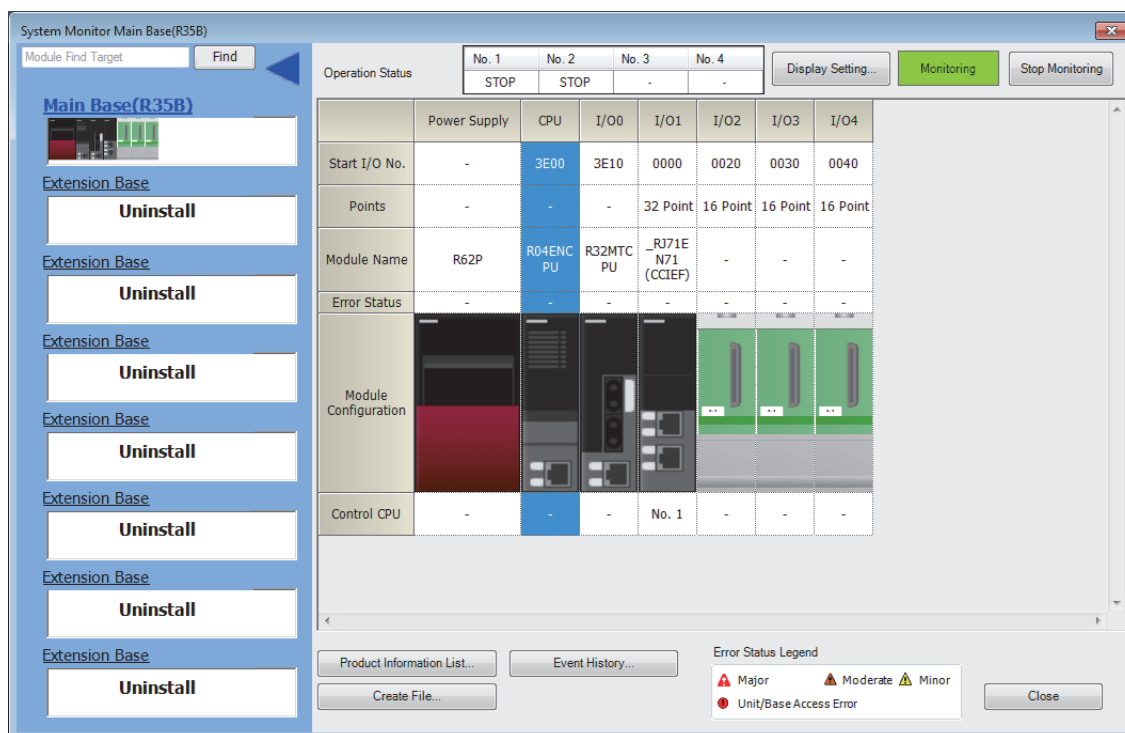 System Monitor Main Base(R35B)
Module Find Target Find
Main Base(R35B)
Extension Base
Uninstall
Extension Base
Uninstall
Extension Base
Uninstall
Extension Base
Uninstall
Extension Base
Uninstall
Extension Base
Uninstall
Extension Base
Uninstall
Operation Status
No. 1 No. 2 No. 3 No. 4
STOP STOP - -
Display Setting... Monitoring Stop Monitoring
Power Supply CPU I/O0 I/O1 I/O2 I/O3 I/O4
Start I/O No. - 3E00 3E10 0000 0020 0030 0040
Points - - - 32 Point 16 Point 16 Point 16 Point
Module Name R62P R04ENC
PU R32MTC
PU _RJ71E
N71
(CCIEF) - - -
Error Status - - - - - - -
Module
Configuration
Control CPU - - - No. 1 - - -
Product Information List... Event History...
Create File...
Error Status Legend
Major Moderate Minor
Unit/Base Access Error
Close